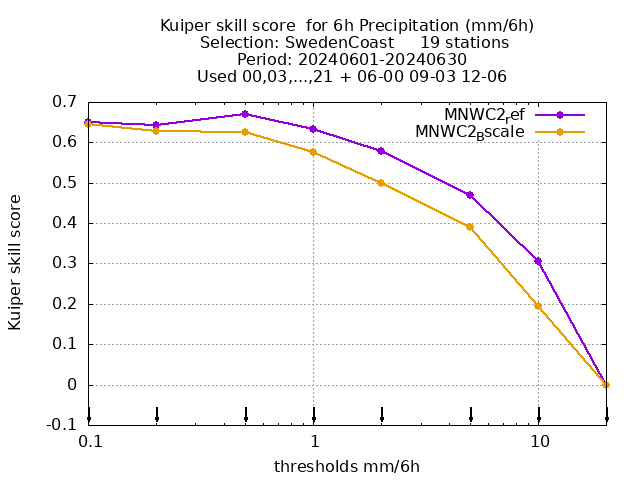 Kuiper skill score  for 6h Precipitation (mm/6h)
Selection: SwedenCoast     19 stations
Period: 20240601-20240630
Used 00,03,...,21 + 06-00 09-03 12-06
MNWC2ref
MNWC2Bscale
0.7
0.6
0.5
0.4
0.3
0.2
0.1
0
-0.1
Kuiper skill score
0.1
1
10
thresholds mm/6h